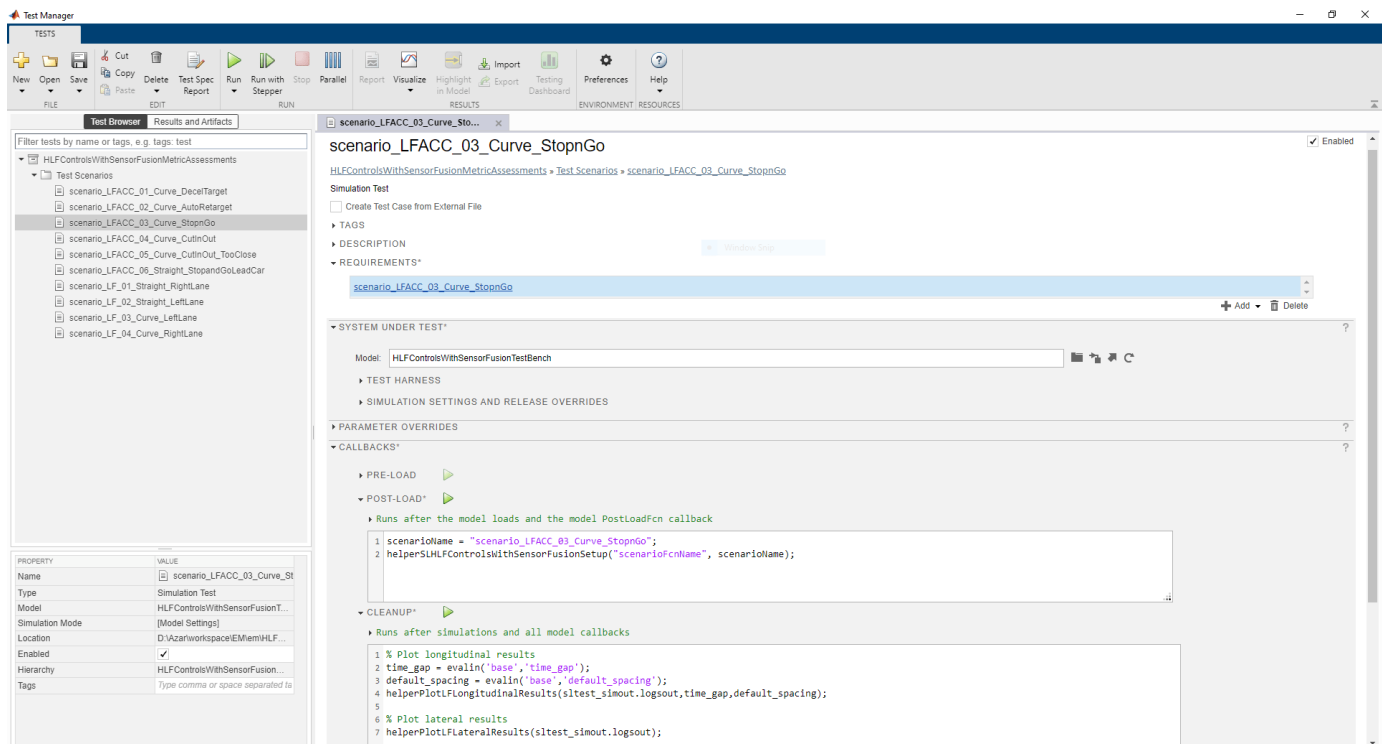 Test Manager
TESTS
New
Open
Save
Cut
Copy
Paste
Delete
Test Spec Report
Run
Run with Stepper
Stop
Parallel
Report
Visualize
Highlight in Model
Import
Export
Testing Dashboard
Preferences
Help
FILE
EDIT
RUN
RESULTS
ENVIRONMENT
RESOURCES
Test Browser
Results and Artifacts
Filter tests by name or tags, e.g. tags: test
HLFControlsWithSensorFusionMetricAssessments
Test Scenarios
scenario_LFACC_01_Curve_DecelTarget
scenario_LFACC_02_Curve_AutoRetarget
scenario_LFACC_03_Curve_StopnGo
scenario_LFACC_04_Curve_CutInOut
scenario_LFACC_05_Curve_CutInOut_TooClose
scenario_LFACC_06_Straight_StopandGoLeadCar
scenario_LF_01_Straight_RightLane
scenario_LF_02_Straight_LeftLane
scenario_LF_03_Curve_LeftLane
scenario_LF_04_Curve_RightLane
PROPERTY VALUE
Name scenario_LFACC_03_Curve_St
Type Simulation Test
Model HLFControlsWithSensorFusionT...
Simulation Mode [Model Settings]
Location D:\Azar\workspace\EM\em\HLF...
Enabled
Hierarchy HLFControlsWithSensorFusion...
Tags Type comma or space separated ta
scenario_LFACC_03_Curve_Sto... ×
scenario_LFACC_03_Curve_StopnGo
Enabled
HLFControlsWithSensorFusionMetricAssessments » Test Scenarios » scenario_LFACC_03_Curve_StopnGo
Simulation Test
Create Test Case from External File
TAGS
DESCRIPTION
Window Snip
REQUIREMENTS*
scenario_LFACC_03_Curve_StopnGo
Add Delete
SYSTEM UNDER TEST* ?
Model: HLFControlsWithSensorFusionTestBench
TEST HARNESS
SIMULATION SETTINGS AND RELEASE OVERRIDES
PARAMETER OVERRIDES ?
CALLBACKS* ?
PRE-LOAD
POST-LOAD*
Runs after the model loads and the model PostLoadFcn callback
1 scenarioName = "scenario_LFACC_03_Curve_StopnGo";
2 helperSLHLFControlsWithSensorFusionSetup("scenarioFcnName", scenarioName);
CLEANUP*
Runs after simulations and all model callbacks
1 % Plot longitudinal results
2 time_gap = evalin('base','time_gap');
3 default_spacing = evalin('base','default_spacing');
4 helperPlotLFLongitudinalResults(sltest_simout.logsout,time_gap,default_spacing);
5
6 % Plot lateral results
7 helperPlotLFLateralResults(sltest_simout.logsout);